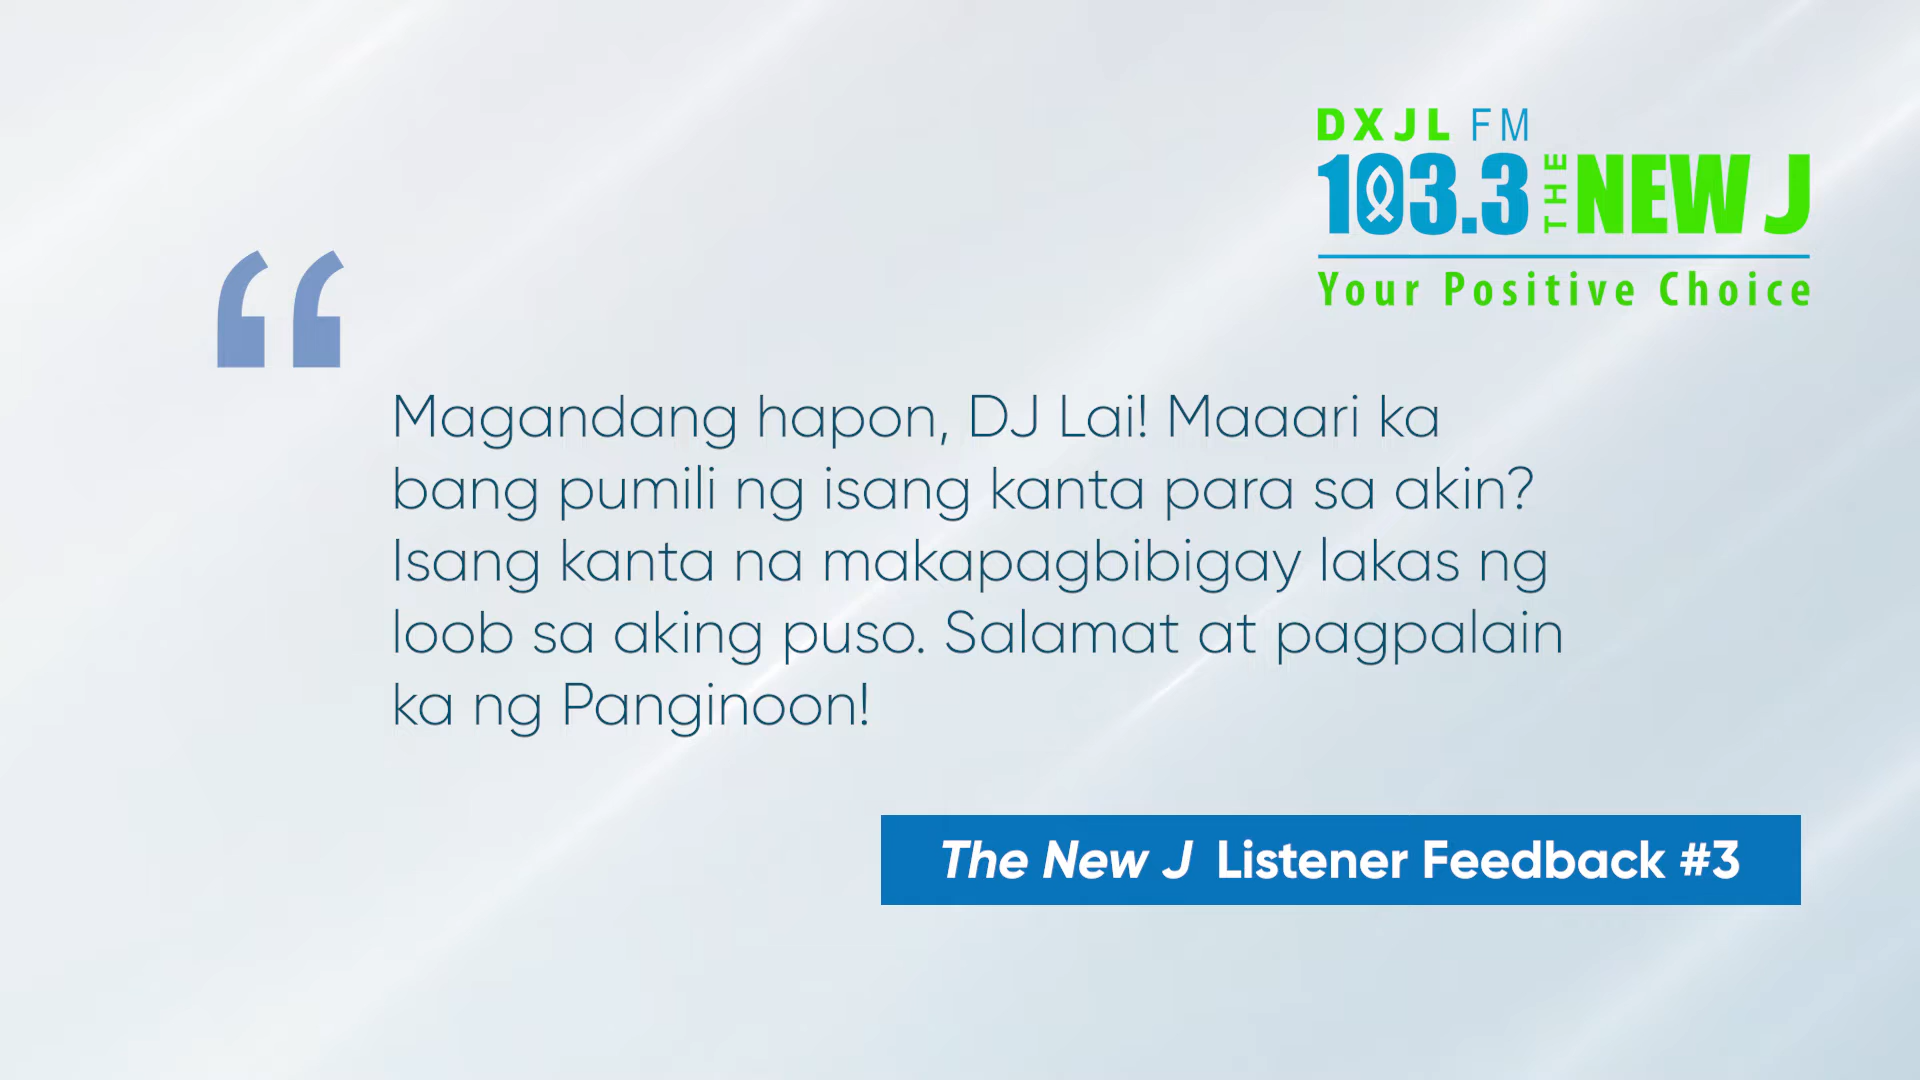 DXJL FM
103.3 THE NEW J
Your Positive Choice
“
Magandang hapon, DJ Lai! Maaari ka
bang pumili ng isang kanta para sa akin?
Isang kanta na makapagbibigay lakas ng
loob sa aking puso. Salamat at pagpalain
ka ng Panginoon!
The New J Listener Feedback #3